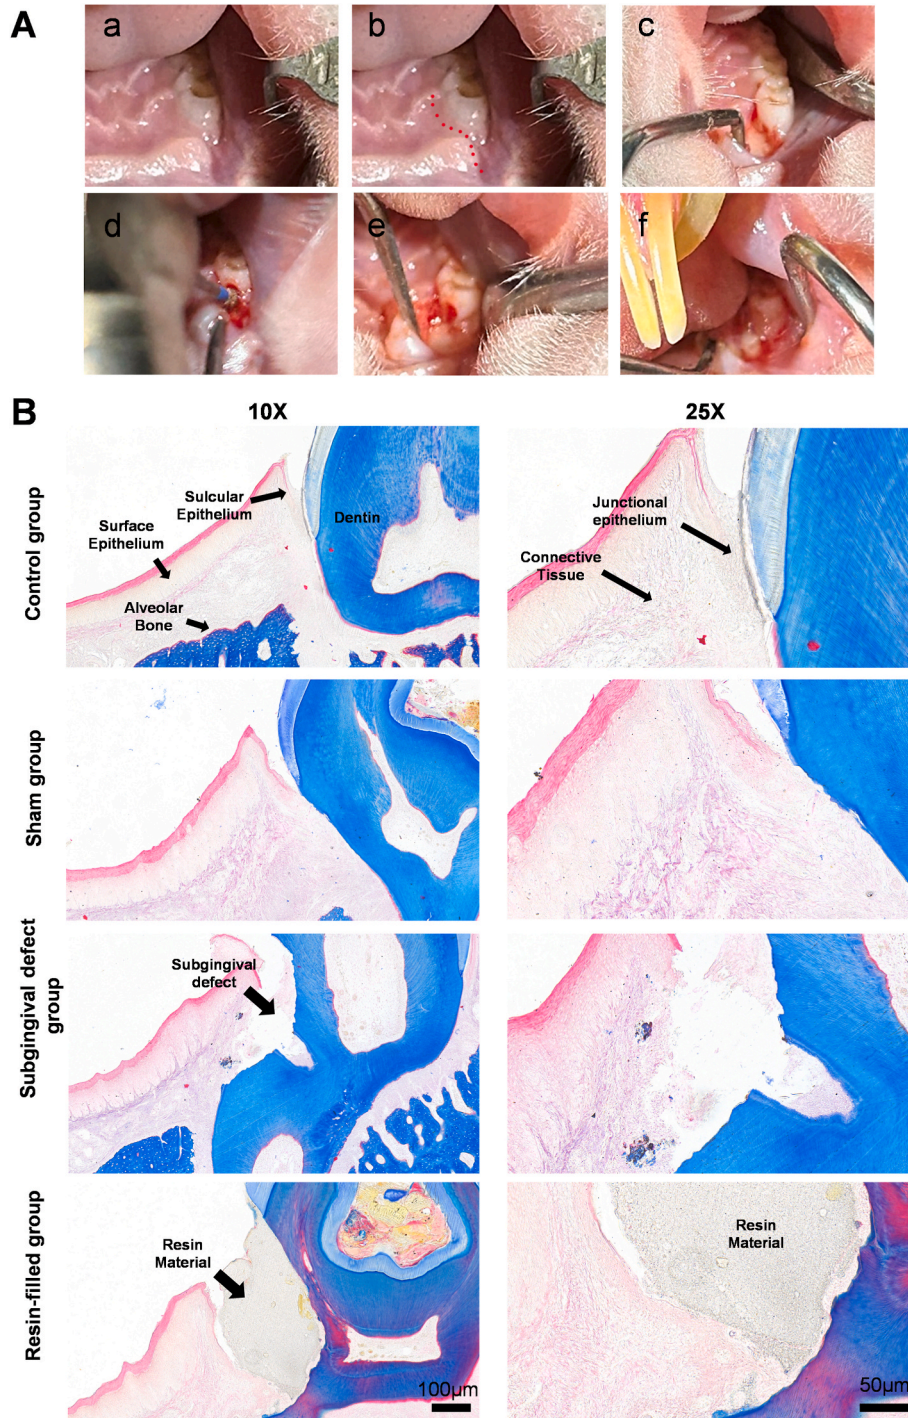 A
a
b
c
d
e
f
B
10X
25X
Control group
Sulcular
Epithelium
Surface
Epithelium
Alveolar
Bone
Dentin
Junctional
epithelium
Connective
Tissue
Sham group
Subgingival defect
group
Subgingival
defect
Resin-filled group
Resin
Material
100μm
Resin
Material
50μm